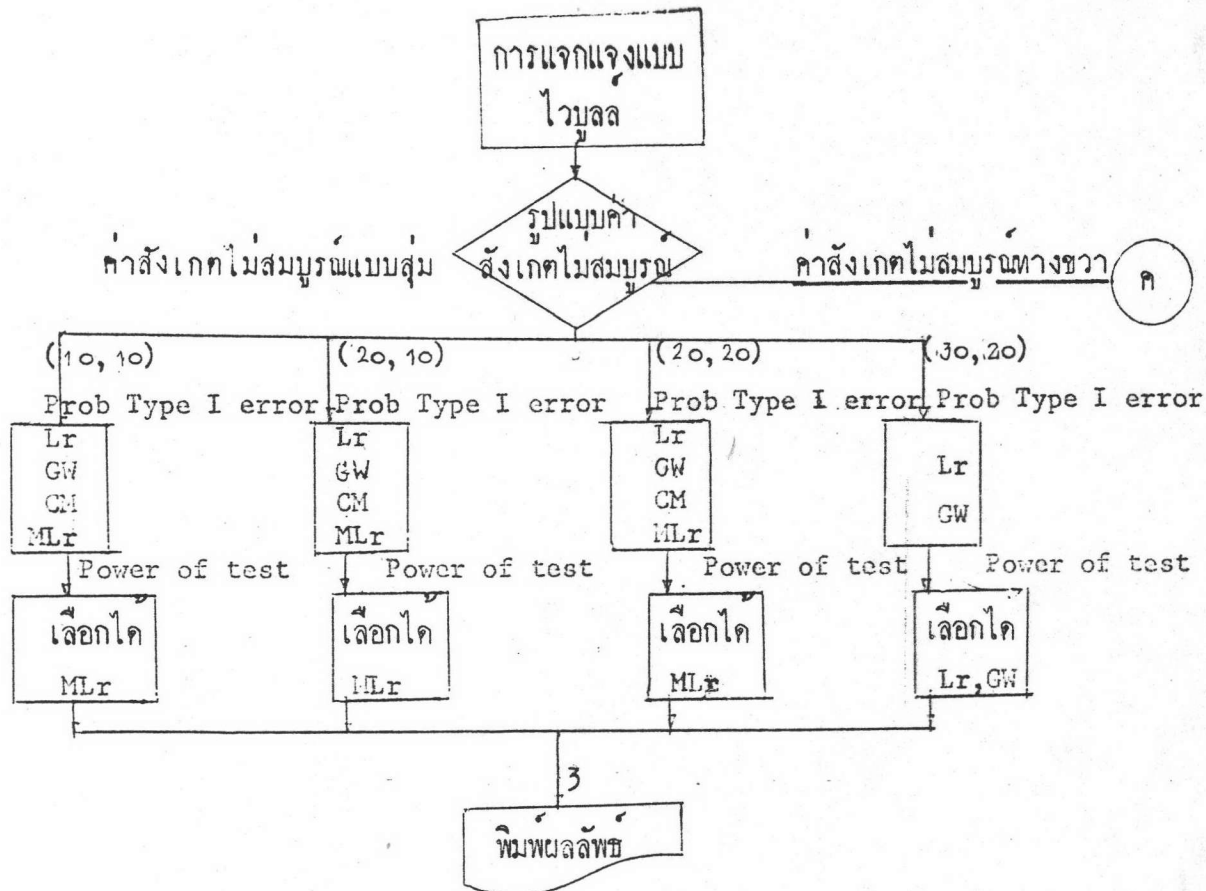 การแจกแจงแบบ
ไวบูลล์
รูปแบบค่า
สังเกตไม่สมบูรณ์
ค่าสังเกตไม่สมบูรณ์แบบสุ่ม
ค่าสังเกตไม่สมบูรณ์ทางขวา
ค
(10, 10)
(20, 10)
(20, 20)
(30, 20)
Prob Type I error
Prob Type I error
Prob Type I error
Prob Type I error
Lr
GW
CM
MLr
Lr
GW
CM
MLr
Lr
GW
CM
MLr
Lr
GW
Power of test
Power of test
Power of test
Power of test
เลือกได้
MLr
เลือกได้
MLr
เลือกได้
MLr
เลือกได้
Lr,GW
3
พิมพ์ผลลัพธ์